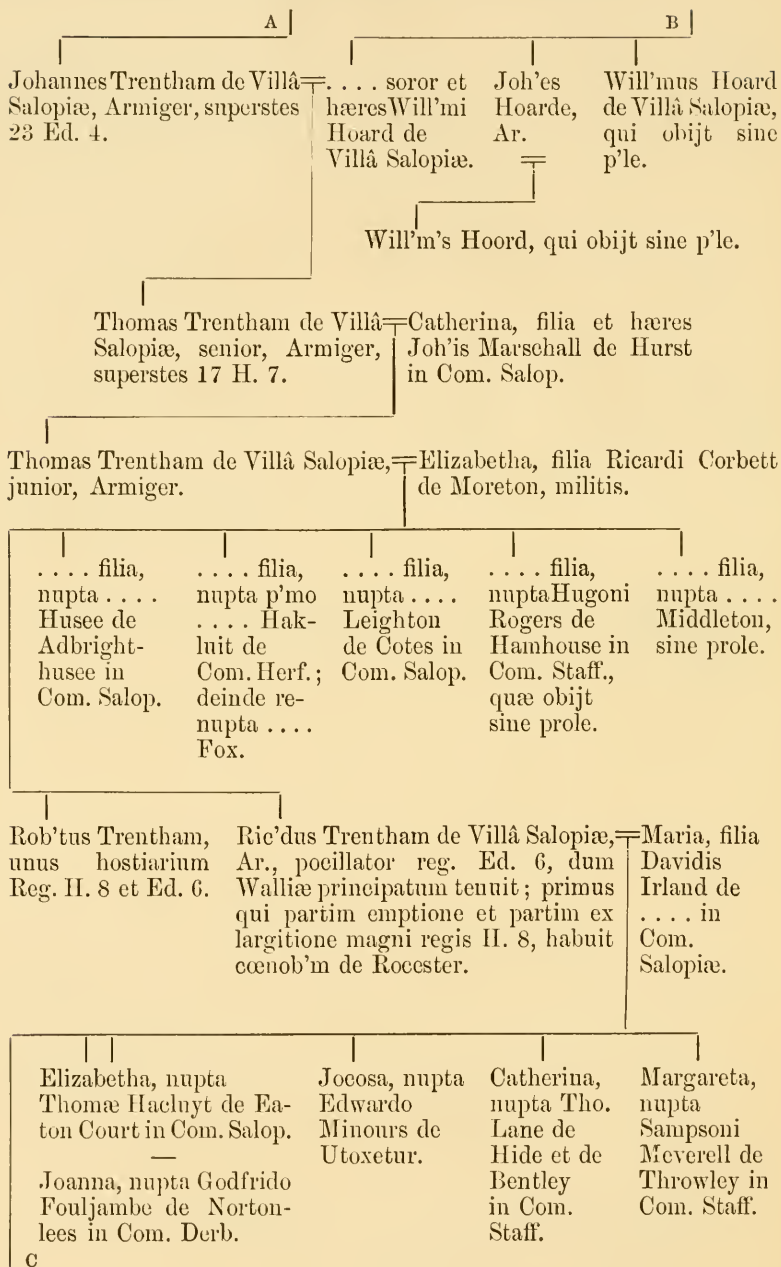 A
B
Johannes Trentham de Villâ
Salopiæ, Armiger, superstes
23 Ed. 4.
. . . . soror et
hæres Will'mi
Hoard de
Villâ Salopiæ.
Joh'es
Hoarde,
Ar.
Will'mus Hoard
de Villâ Salopiæ,
qui obijt sine
p'le.
Will'm's Hoord, qui obijt sine p'le.
Thomas Trentham de Villâ
Salopiæ, senior, Armiger,
superstes 17 H. 7.
Catherina, filia et hæres
Joh'is Marschall de Hurst
in Com. Salop.
Thomas Trentham de Villâ Salopiæ,
junior, Armiger.
Elizabetha, filia Ricardi Corbett
de Moreton, militis.
. . . . filia,
nupta . . . .
Husee de
Adbright-
husee in
Com. Salop.
. . . . filia,
nupta p'mo
. . . . Hak-
luit de
Com. Herf.;
deinde re-
nupta . . . .
Fox.
. . . . filia,
nupta . . . .
Leighton
de Cotes in
Com. Salop.
. . . . filia,
nupta Hugoni
Rogers de
Hamhouse in
Com. Staff.,
quæ obijt
sine prole.
. . . . filia,
nupta . . . .
Middleton,
sine prole.
Rob'tus Trentham,
unus hostiarium
Reg. H. 8 et Ed. 6.
Ric'dus Trentham de Villâ Salopiæ,
Ar., pocillator reg. Ed. 6, dum
Walliæ principatum tenuit; primus
qui partim emptione et partim ex
largitione magni regis H. 8, habuit
cœnob'm de Rocester.
Maria, filia
Davidis
Irland de
. . . . in
Com.
Salopiæ.
Elizabetha, nupta
Thomæ Hacluyt de Ea-
ton Court in Com. Salop.
—
Joanna, nupta Godfrido
Fouljambe de Norton-
lees in Com. Derb.
Jocosa, nupta
Edwardo
Minours de
Utoxetur.
Catherina,
nupta Tho.
Lane de
Hide et de
Bentley
in Com.
Staff.
Margareta,
nupta
Sampsoni
Meverell de
Throwley in
Com. Staff.
C